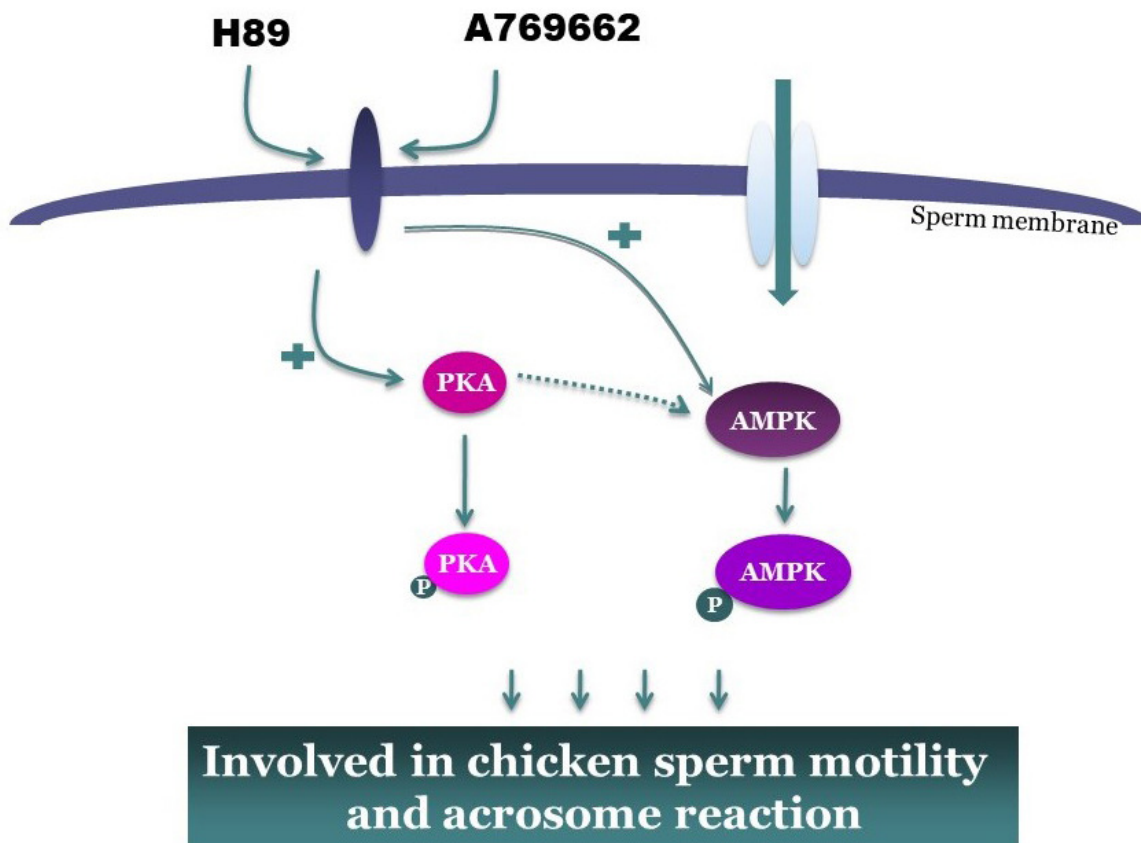 H89
A769662
Sperm membrane
PKA
AMPK
PKA
P
AMPK
P
Involved in chicken sperm motility
and acrosome reaction